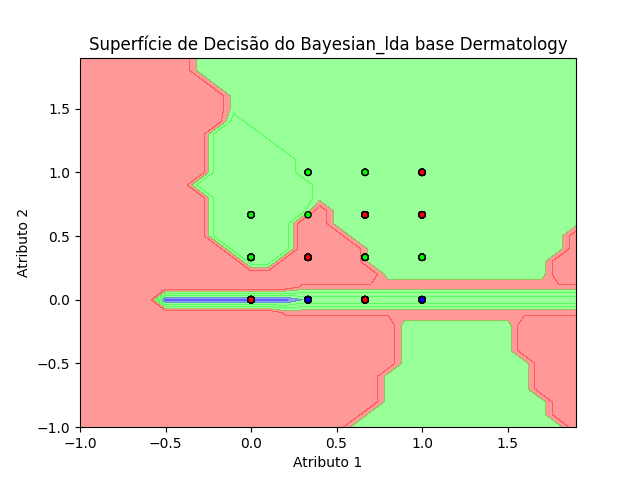 Superfície de Decisão do Bayesian_lda base Dermatology
1.5
1.0
0.5
0.0
−0.5
−1.0
Atributo 2
−1.0 −0.5 0.0 0.5 1.0 1.5
Atributo 1